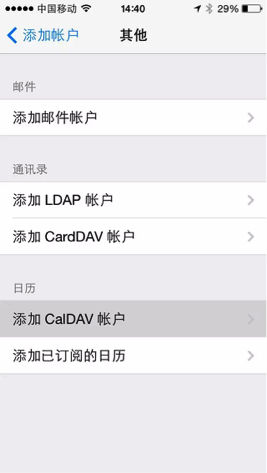 中国移动 14:40 29%
添加帐户 其他
邮件
添加邮件帐户
通讯录
添加 LDAP 帐户
添加 CardDAV 帐户
日历
添加 CalDAV 帐户
添加已订阅的日历